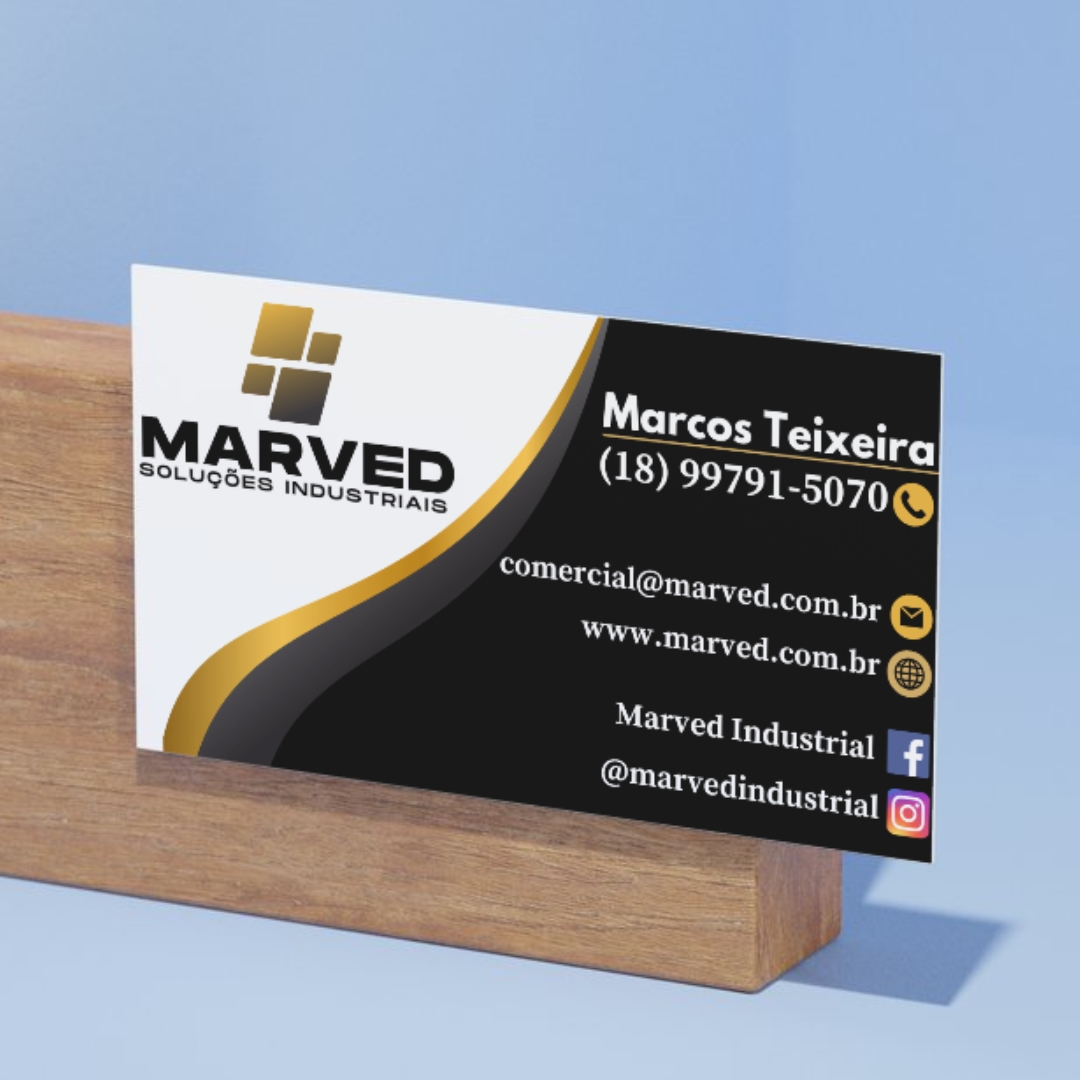 MARVED
SOLUÇÕES INDUSTRIAIS
Marcos Teixeira
(18) 99791-5070
comercial@marved.com.br
www.marved.com.br
Marved Industrial
@marvedindustrial